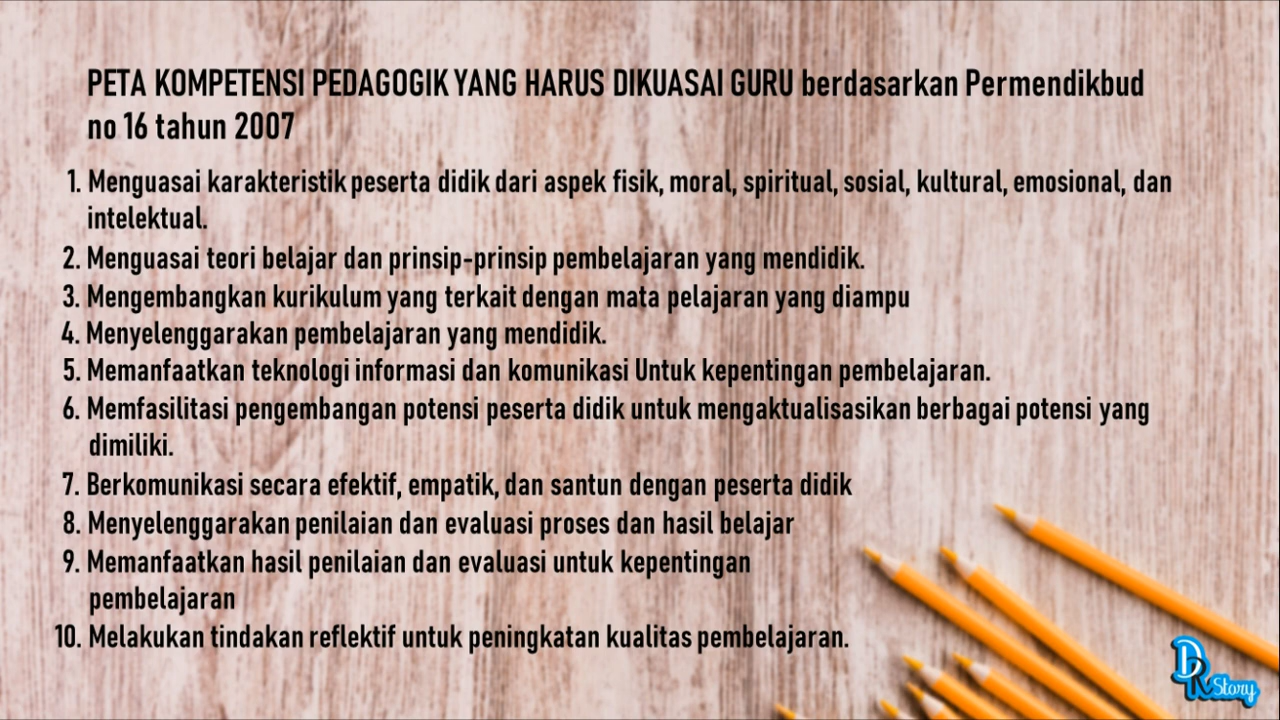 PETA KOMPETENSI PEDAGOGIK YANG HARUS DIKUASAI GURU berdasarkan Permendikbud
no 16 tahun 2007
1. Menguasai karakteristik peserta didik dari aspek fisik, moral, spiritual, sosial, kultural, emosional, dan
intelektual.
2. Menguasai teori belajar dan prinsip-prinsip pembelajaran yang mendidik.
3. Mengembangkan kurikulum yang terkait dengan mata pelajaran yang diampu
4. Menyelenggarakan pembelajaran yang mendidik.
5. Memanfaatkan teknologi informasi dan komunikasi Untuk kepentingan pembelajaran.
6. Memfasilitasi pengembangan potensi peserta didik untuk mengaktualisasikan berbagai potensi yang
dimiliki.
7. Berkomunikasi secara efektif, empatik, dan santun dengan peserta didik
8. Menyelenggarakan penilaian dan evaluasi proses dan hasil belajar
9. Memanfaatkan hasil penilaian dan evaluasi untuk kepentingan
pembelajaran
10. Melakukan tindakan reflektif untuk peningkatan kualitas pembelajaran.
DR Story